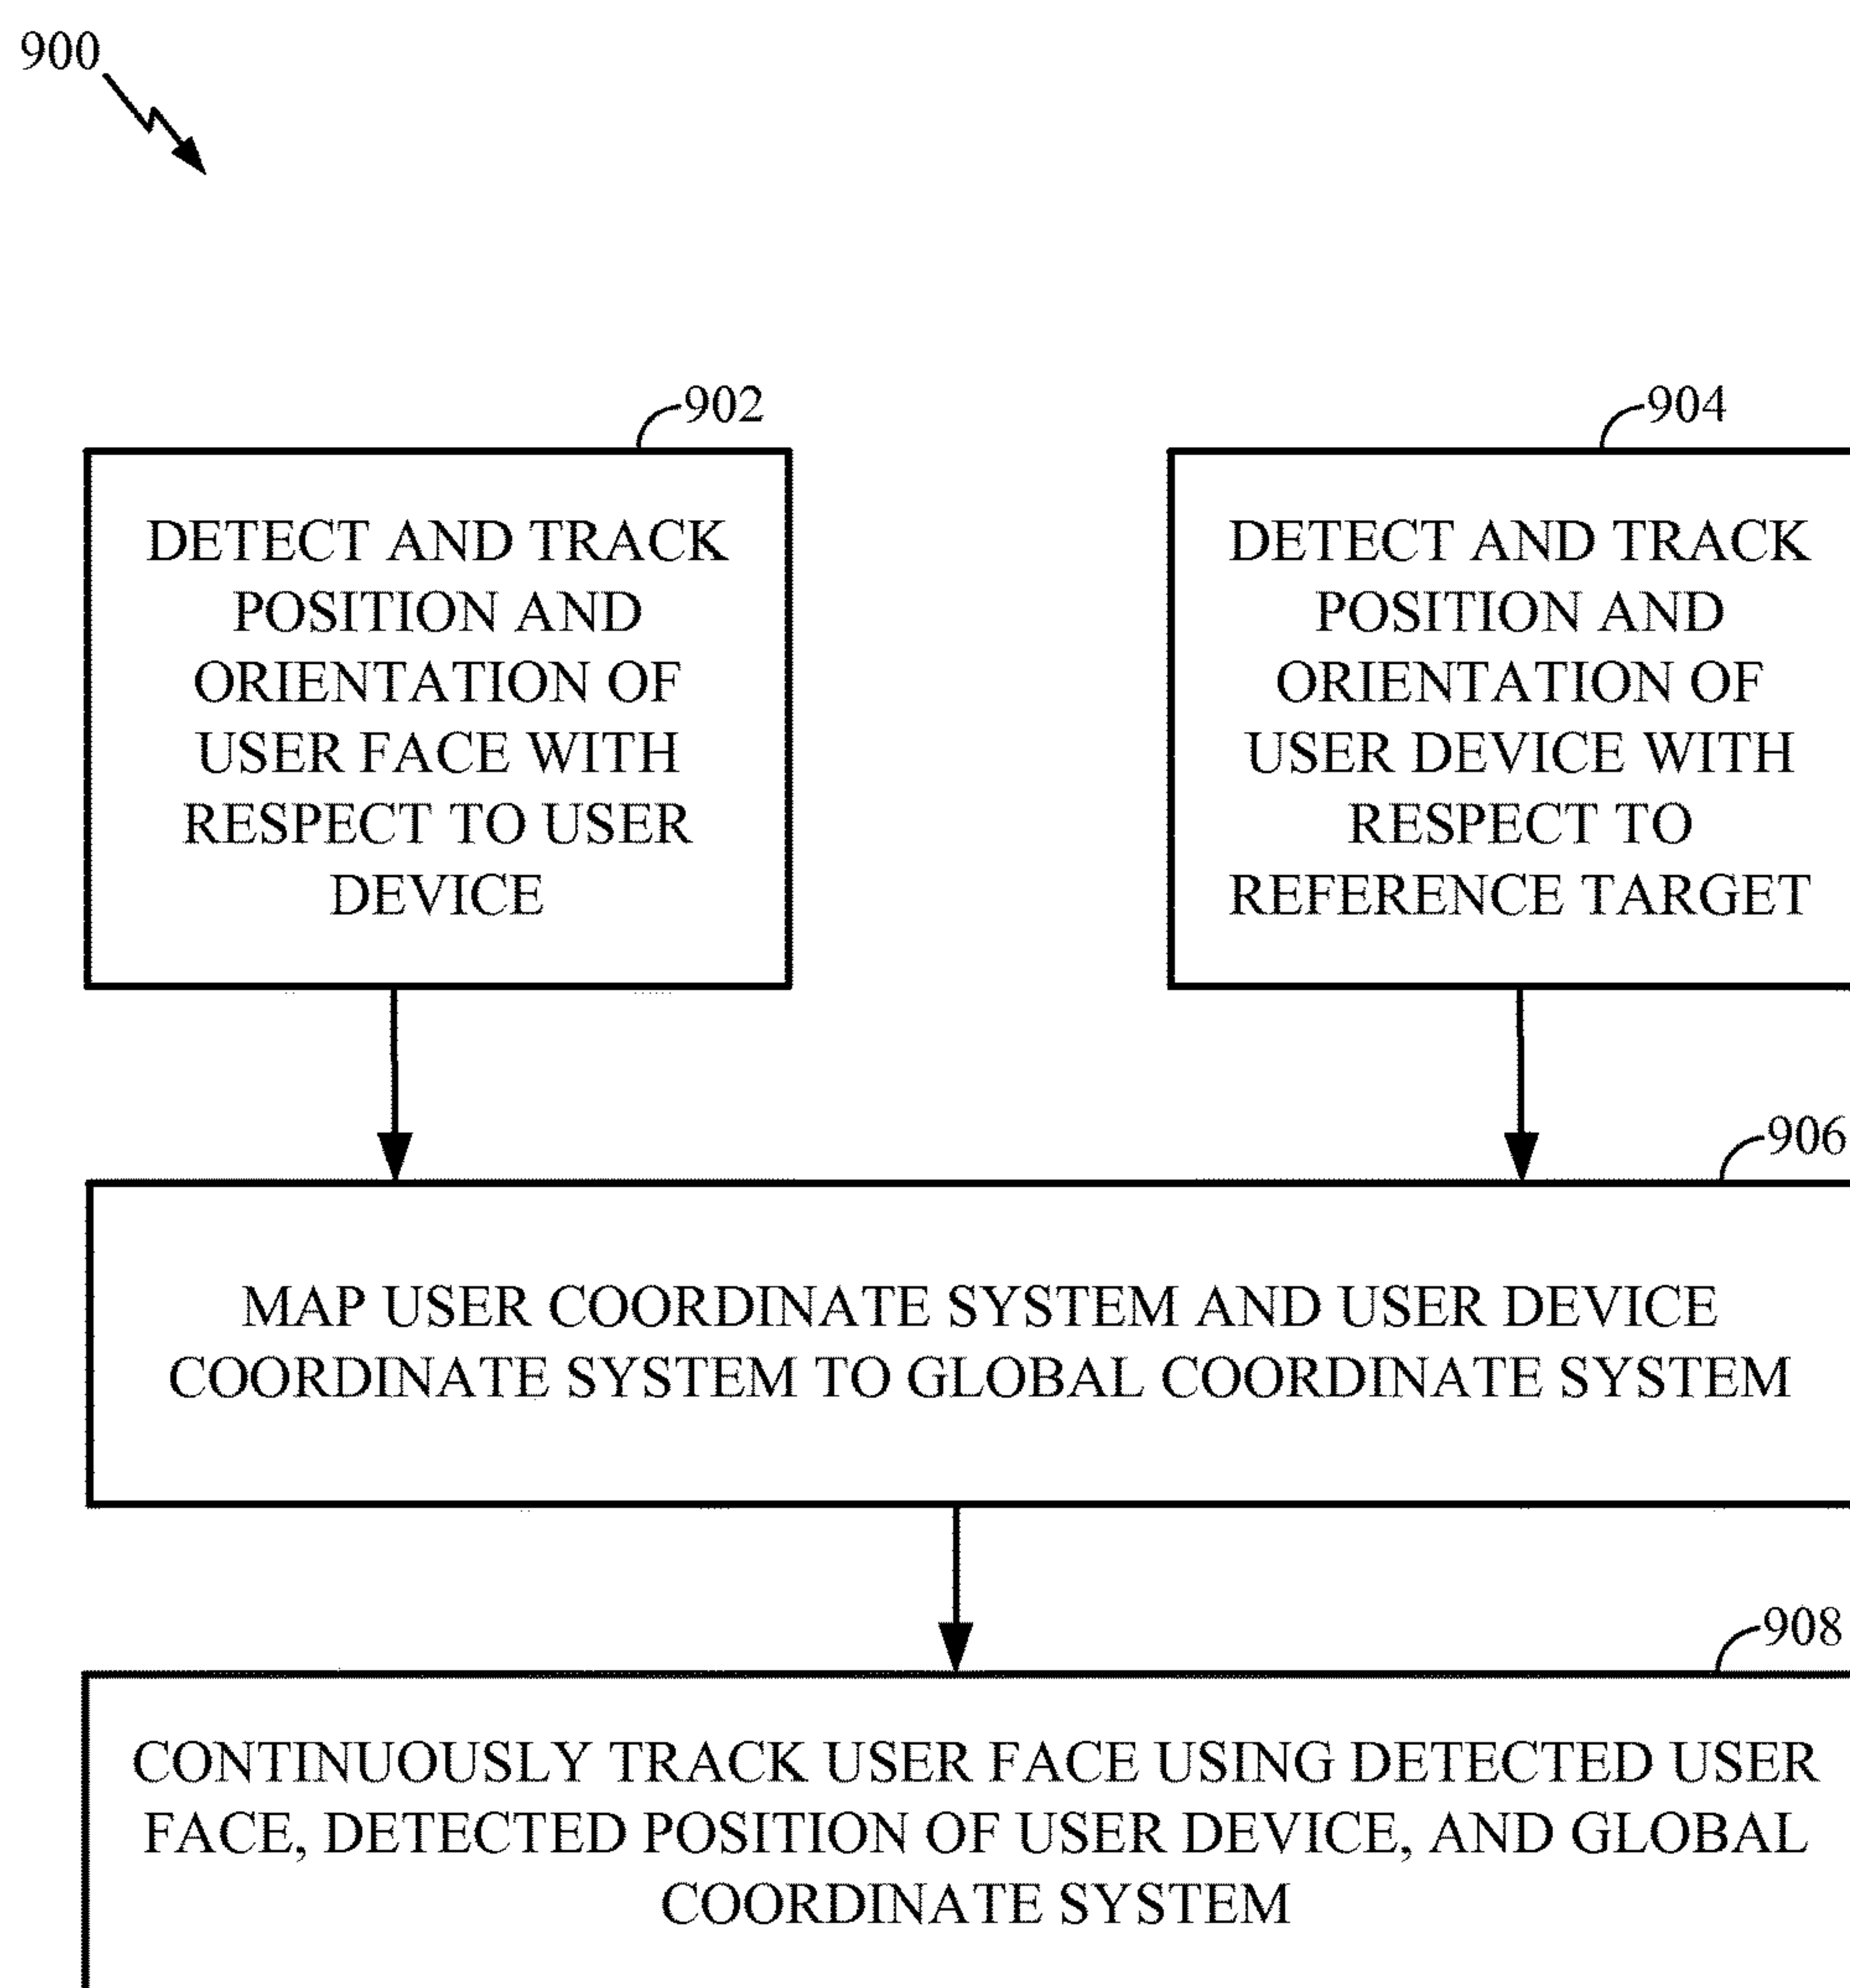 900
902
DETECT AND TRACK
POSITION AND
ORIENTATION OF
USER FACE WITH
RESPECT TO USER
DEVICE
904
DETECT AND TRACK
POSITION AND
ORIENTATION OF
USER DEVICE WITH
RESPECT TO
REFERENCE TARGET
906
MAP USER COORDINATE SYSTEM AND USER DEVICE
COORDINATE SYSTEM TO GLOBAL COORDINATE SYSTEM
908
CONTINUOUSLY TRACK USER FACE USING DETECTED USER
FACE, DETECTED POSITION OF USER DEVICE, AND GLOBAL
COORDINATE SYSTEM